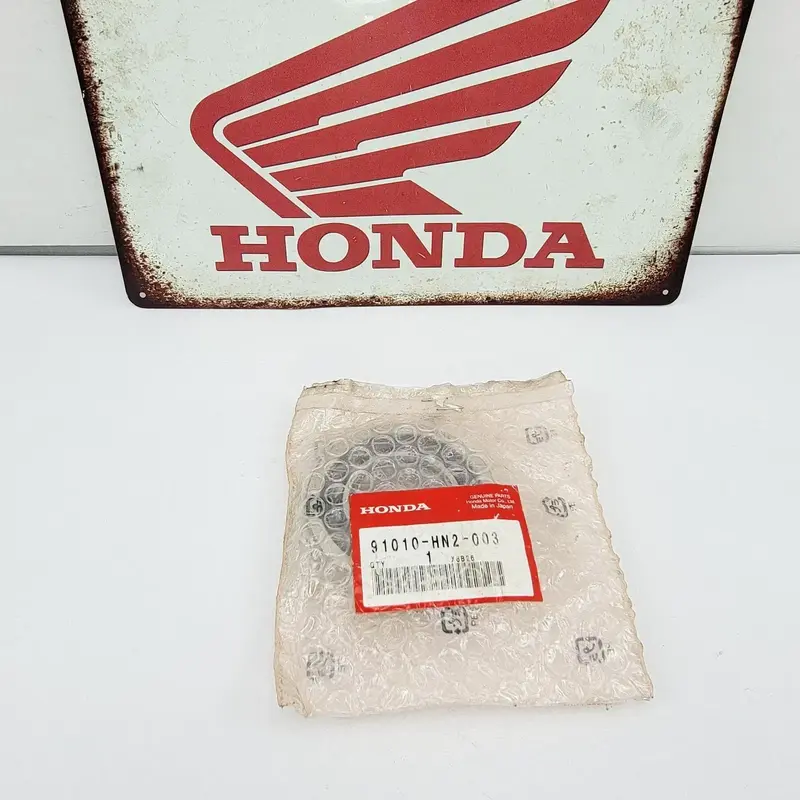 HONDA
HONDA
GENUINE PARTS
Honda Motor Co., Ltd.
Made in Japan
91010-HN2-003
QTY 1